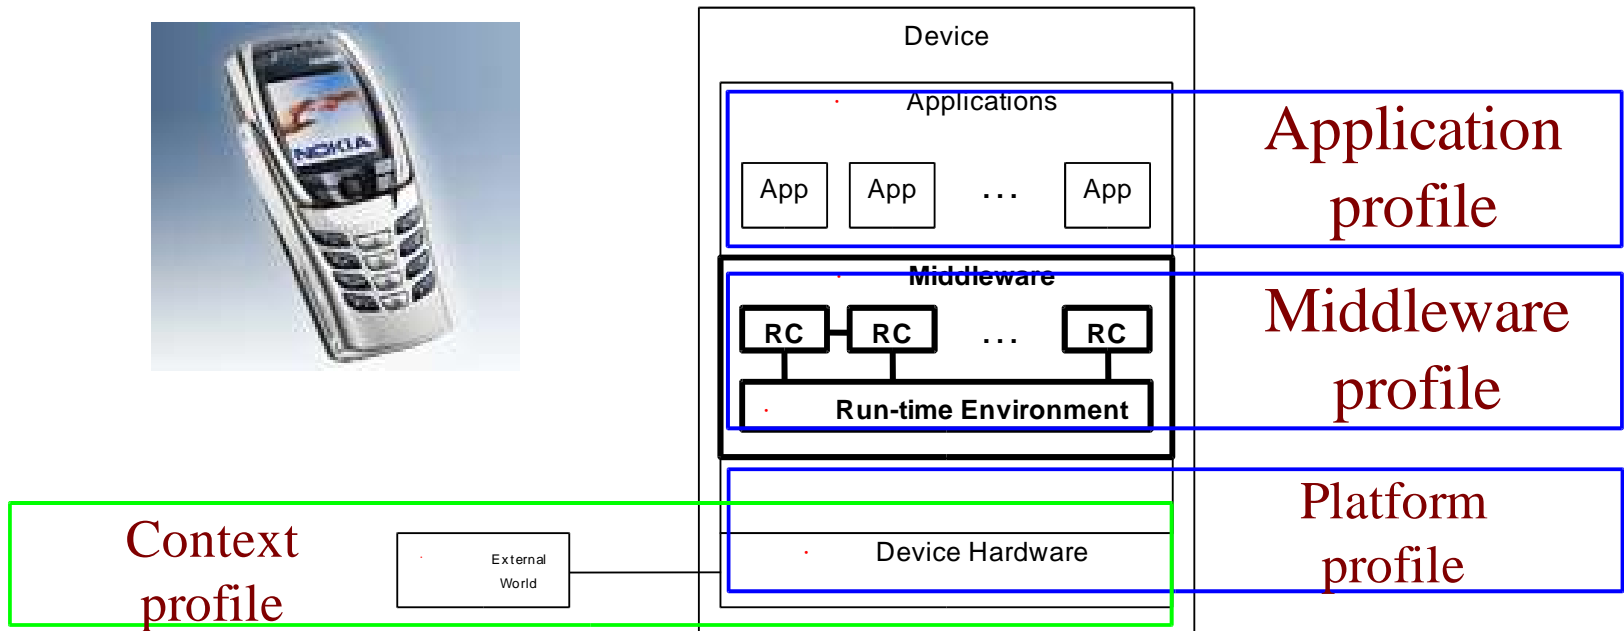 NOKIA
Device
Applications
App App ... App
Application
profile
Middleware
RC RC ... RC
Run-time Environment
Middleware
profile
Platform
profile
Device Hardware
External
World
Context
profile